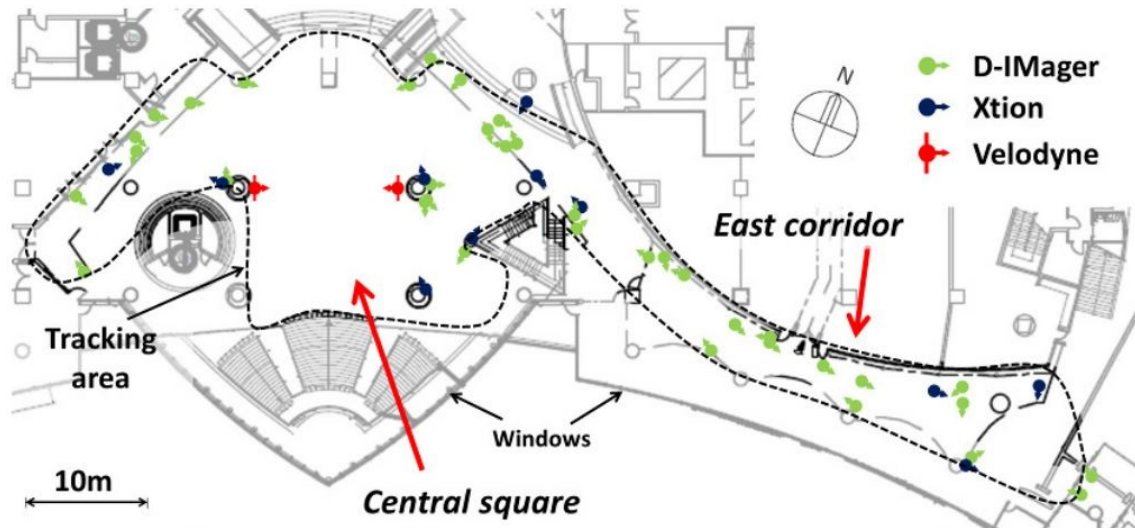 N
D-IMager
Xtion
Velodyne
East corridor
Tracking
area
Windows
10m
Central square